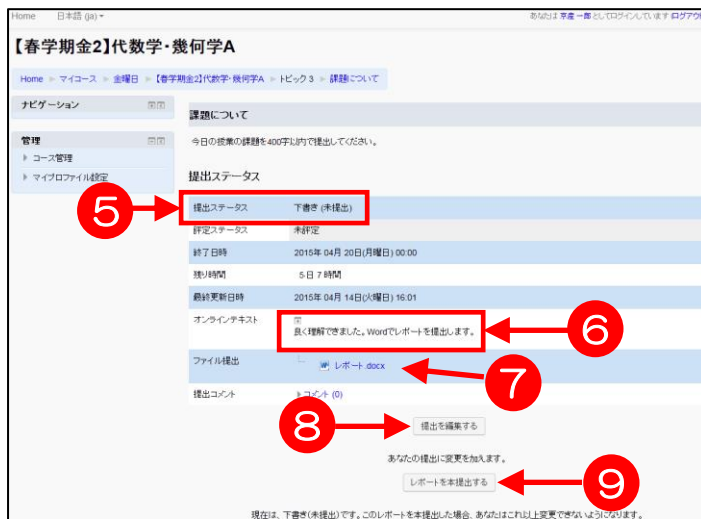 Home 日本語 (ja)
あなたは 京産 一郎 としてログインしています ログアウト
【春学期金2】代数学・幾何学A
Home マイコース 金曜日 【春学期金2】代数学・幾何学A トピック 3 課題について
ナビゲーション
管理
コース管理
マイプロファイル設定
課題について
今日の授業の課題を400字以内で提出してください。
提出ステータス
⑤
提出ステータス 下書き (未提出)
評定ステータス 未評定
終了日時 2015年 04月 20日(月曜日) 00:00
残り時間 5日 7 時間
最終更新日時 2015年 04月 14日(火曜日) 16:01
オンラインテキスト 良く理解できました。Wordでレポートを提出します。
⑥
ファイル提出 レポート.docx
⑦
提出コメント コメント (0)
⑧
提出を編集する
あなたの提出に変更を加えます。
レポートを本提出する
⑨
現在は、下書き(未提出)です。このレポートを本提出した場合、あなたはこれ以上変更できないようになります。